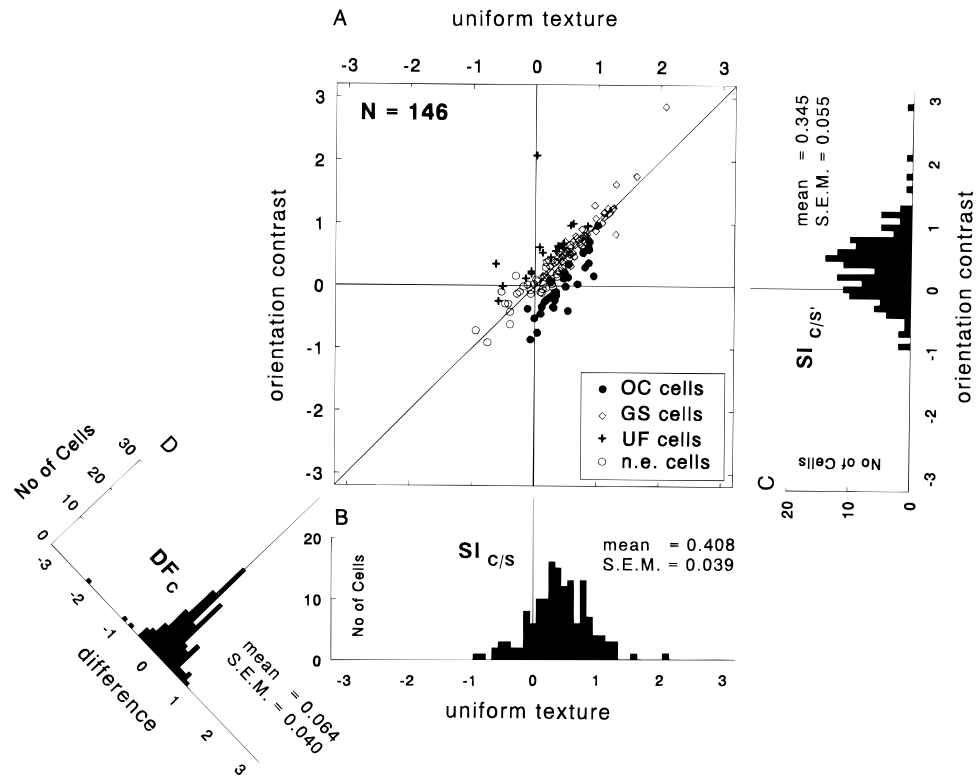 A
uniform texture
-3 -2 -1 0 1 2 3
N = 146
3
2
1
0
-1
-2
-3
orientation contrast
OC cells
GS cells
UF cells
n.e. cells
mean = 0.345
S.E.M. = 0.055
SI C/S'
3
2
1
0
-1
-2
-3
orientation contrast
C
No of Cells
20 10 0
B
20
10
0
No of Cells
SI C/S
mean = 0.408
S.E.M. = 0.039
-3 -2 -1 0 1 2 3
uniform texture
D
No of Cells
0 10 20 30
DF C
-3 -2 -1 0 1 2 3
difference
mean = 0.064
S.E.M. = 0.040